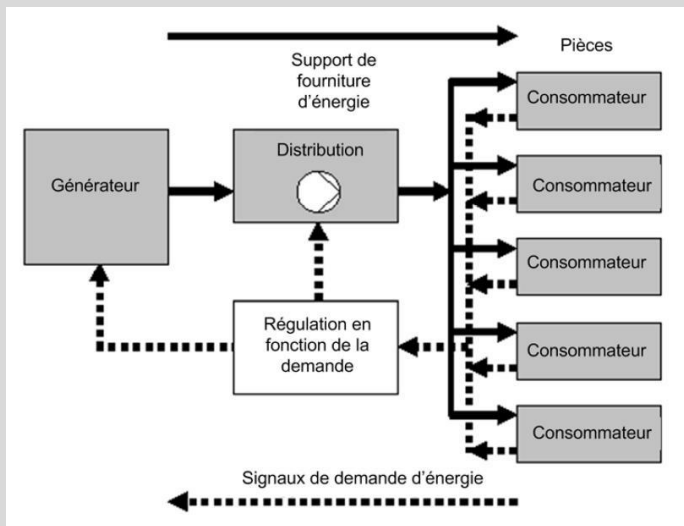 Pièces
Support de
fourniture
d'énergie
Consommateur
Générateur
Distribution
Consommateur
Consommateur
Régulation en
fonction de la
demande
Consommateur
Consommateur
Signaux de demande d'énergie